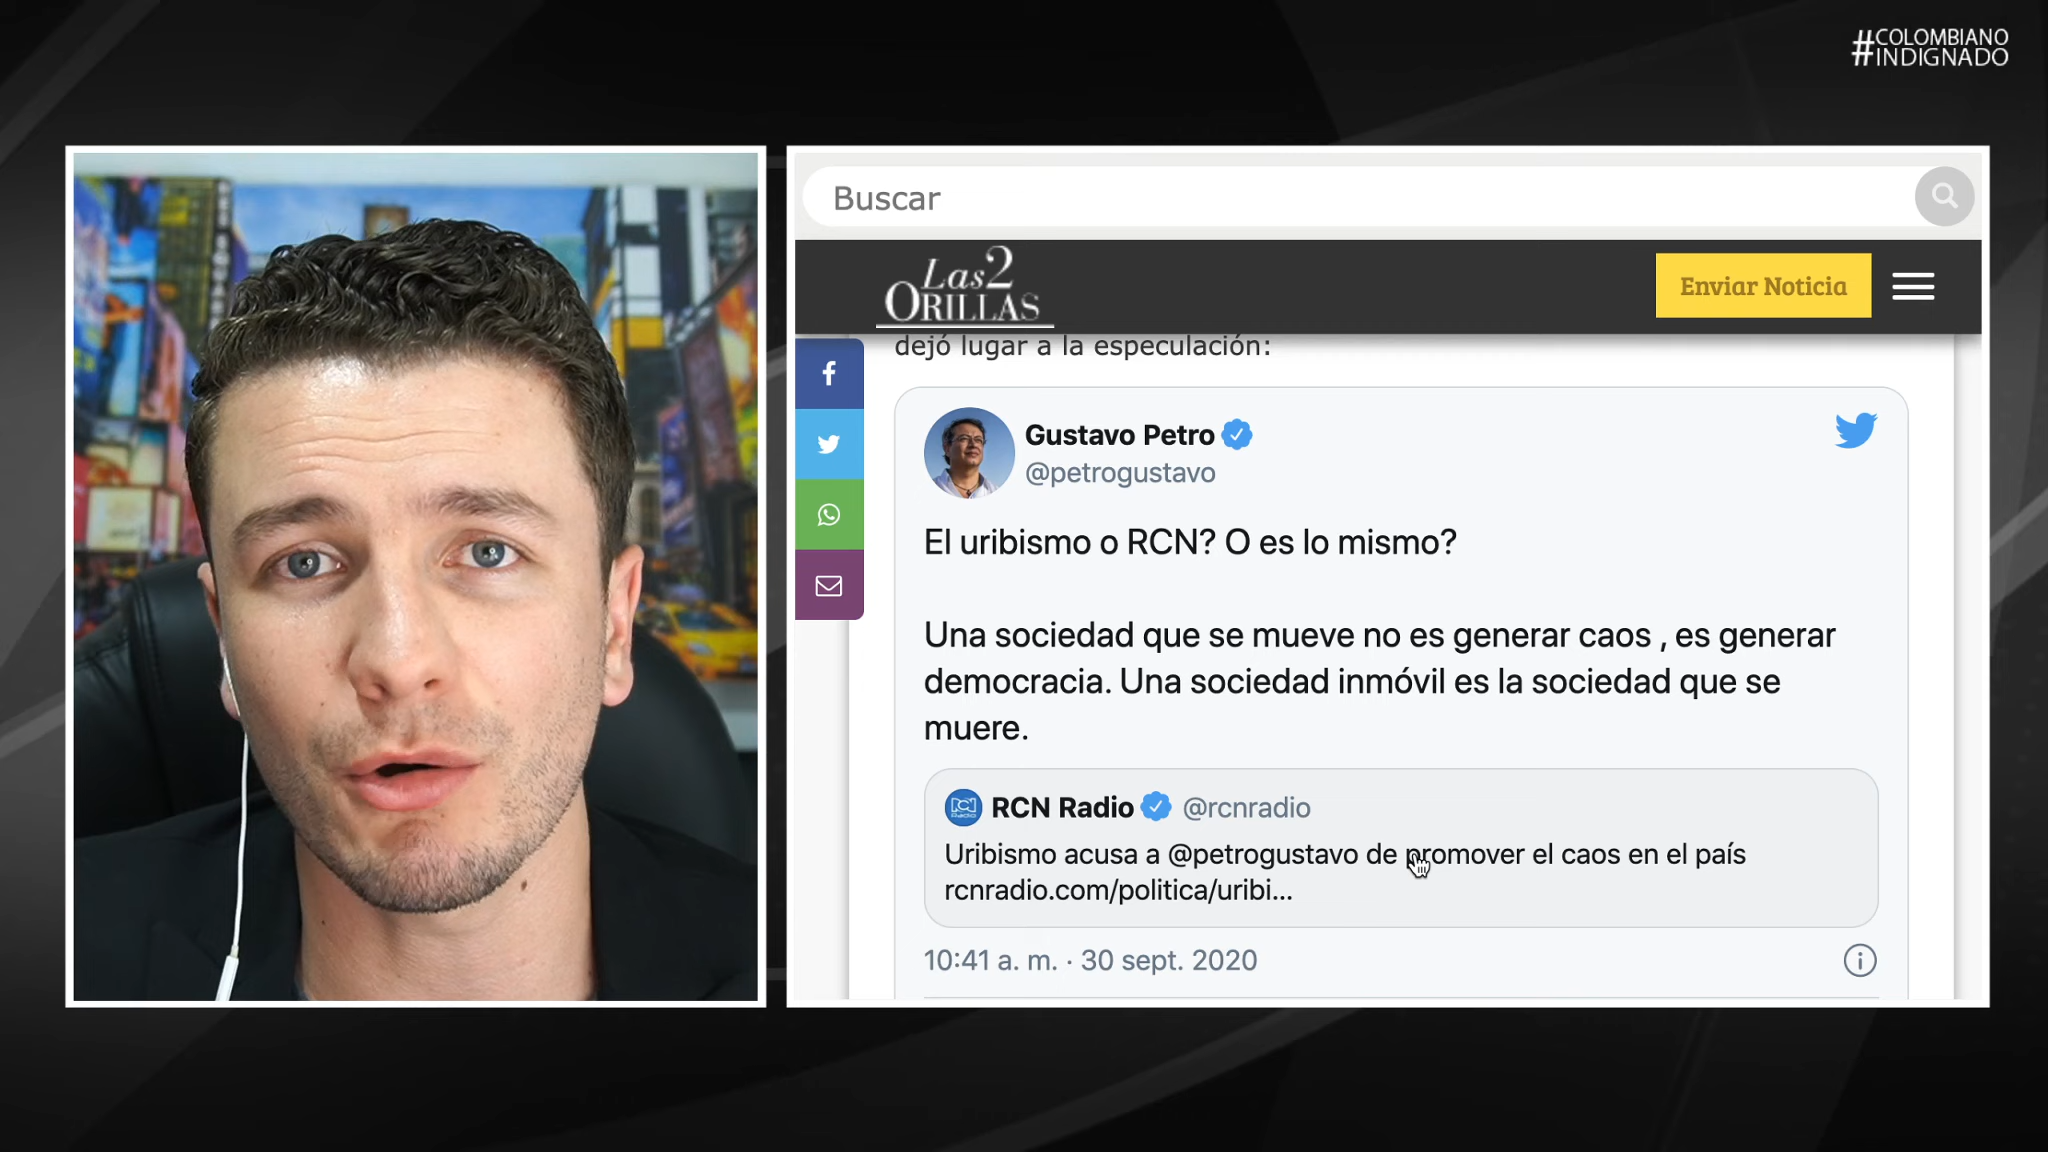 #COLOMBIANO
INDIGNADO
Buscar
Las 2
ORILLAS
Enviar Noticia
dejó lugar a la especulación:
Gustavo Petro
@petrogustavo
El uribismo o RCN? O es lo mismo?
Una sociedad que se mueve no es generar caos , es generar
democracia. Una sociedad inmóvil es la sociedad que se
muere.
RCN Radio @rcnradio
Uribismo acusa a @petrogustavo de promover el caos en el país
rcnradio.com/politica/uribi...
10:41 a. m. · 30 sept. 2020